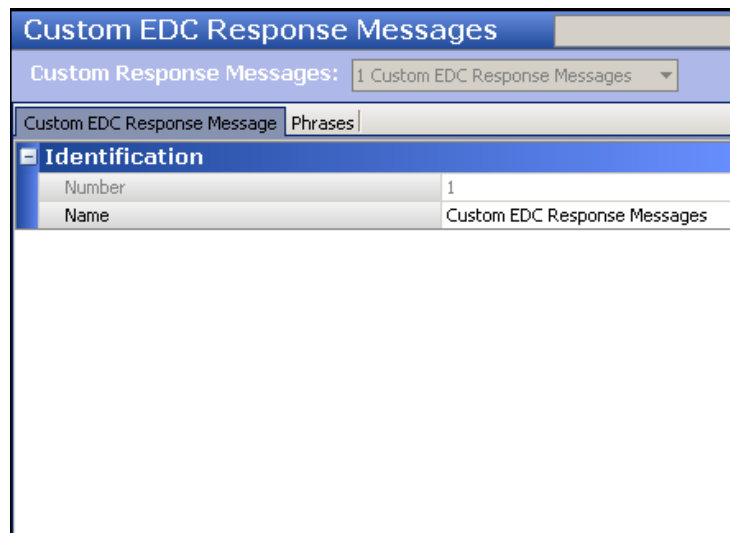 Custom EDC Response Messages
Custom Response Messages: 1 Custom EDC Response Messages
Custom EDC Response Message Phrases
Identification
Number 1
Name Custom EDC Response Messages